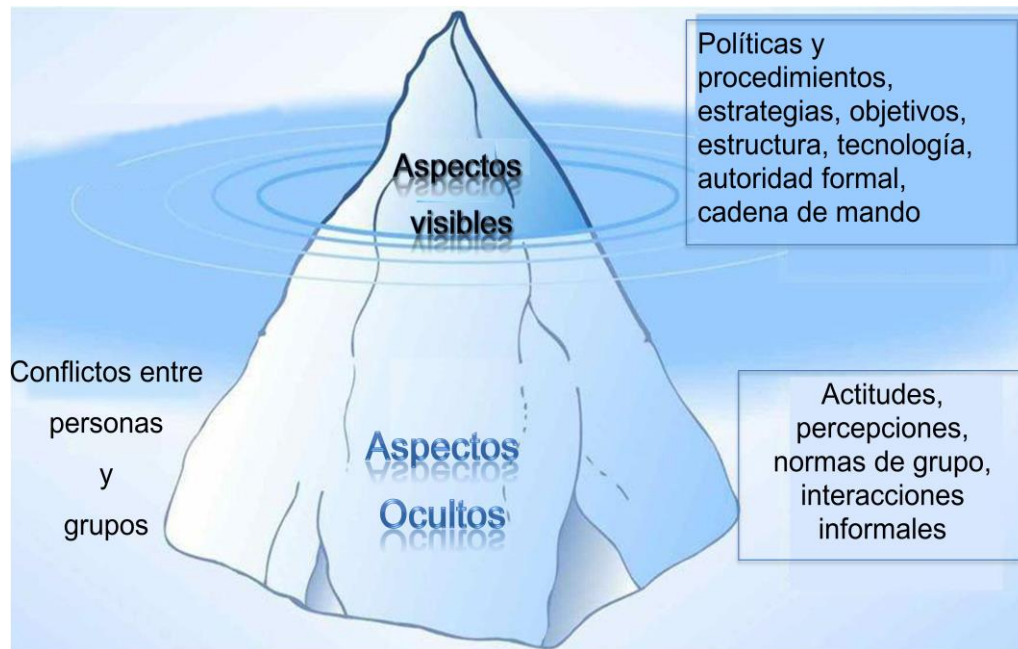 Políticas y
procedimientos,
estrategias, objetivos,
estructura, tecnología,
autoridad formal,
cadena de mando
Aspectos
visibles
Conflictos entre
personas
y
grupos
Aspectos
Ocultos
Actitudes,
percepciones,
normas de grupo,
interacciones
informales